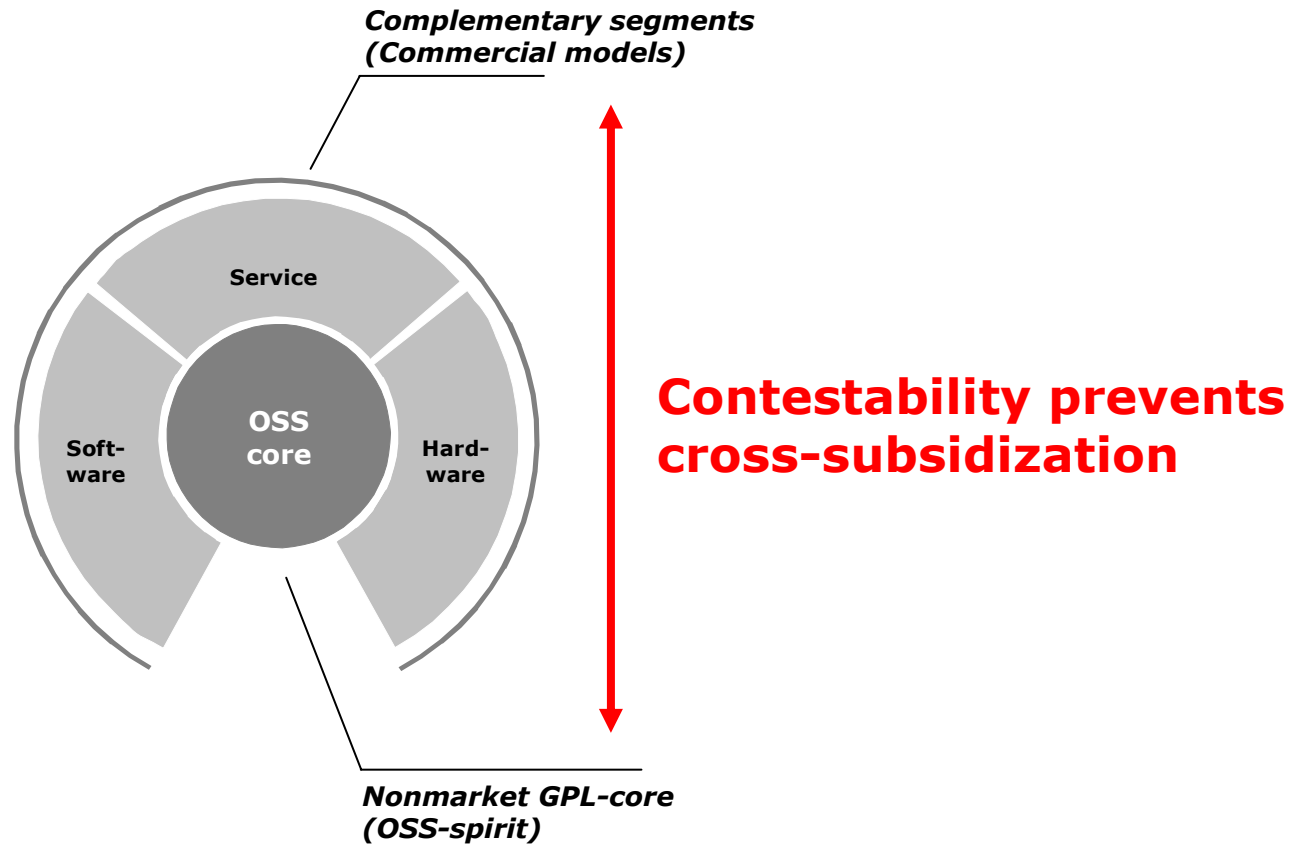 Complementary segments
(Commercial models)
Service
OSS
core
Soft-
ware
Hard-
ware
Contestability prevents
cross-subsidization
Nonmarket GPL-core
(OSS-spirit)